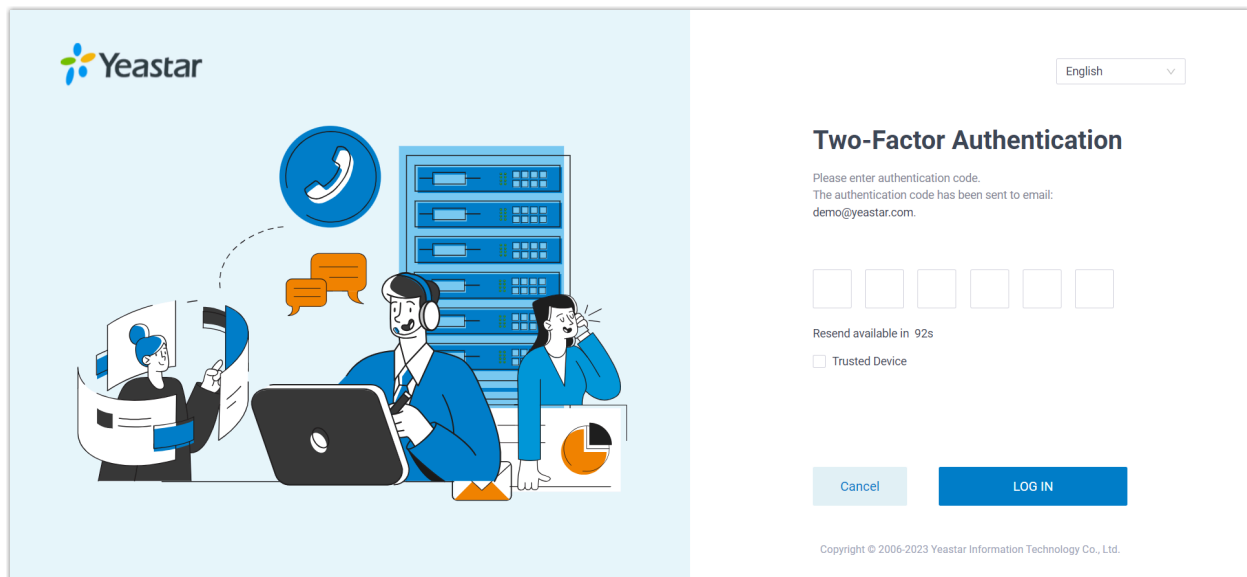 Yeastar
English
Two-Factor Authentication
Please enter authentication code.
The authentication code has been sent to email:
demo@yeastar.com.
Resend available in 92s
Trusted Device
Cancel
LOG IN
Copyright © 2006-2023 Yeastar Information Technology Co., Ltd.